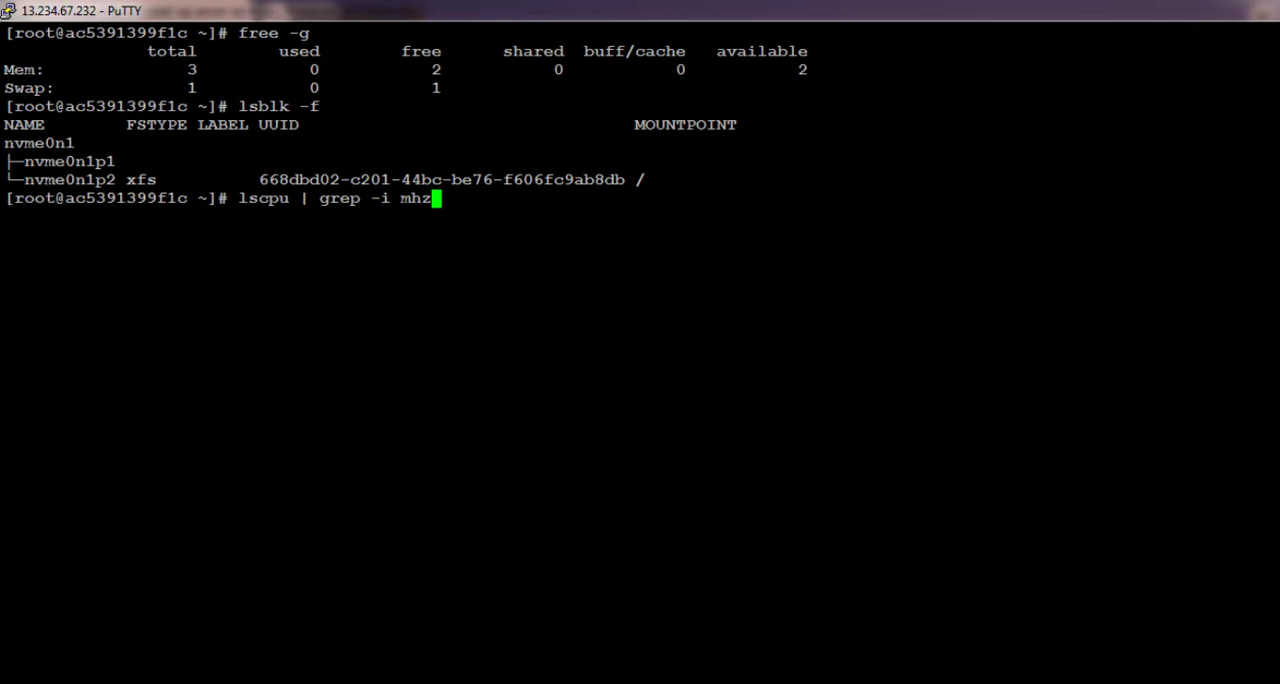 13.234.67.232 - PuTTY
[root@ac5391399f1c ~]# free -g
total used free shared buff/cache available
Mem: 3 0 2 0 0 2
Swap: 1 0 1
[root@ac5391399f1c ~]# lsblk -f
NAME FSTYPE LABEL UUID MOUNTPOINT
nvme0n1
├─nvme0n1p1
└─nvme0n1p2 xfs 668dbd02-c201-44bc-be76-f606fc9ab8db /
[root@ac5391399f1c ~]# lscpu | grep -i mhz